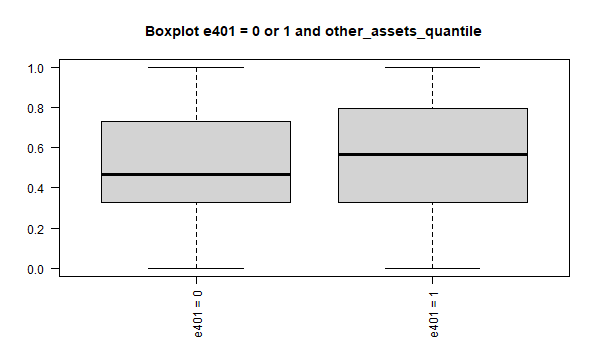 Boxplot e401 = 0 or 1 and other_assets_quantile
1.0
0.8
0.6
0.4
0.2
0.0
e401 = 0
e401 = 1